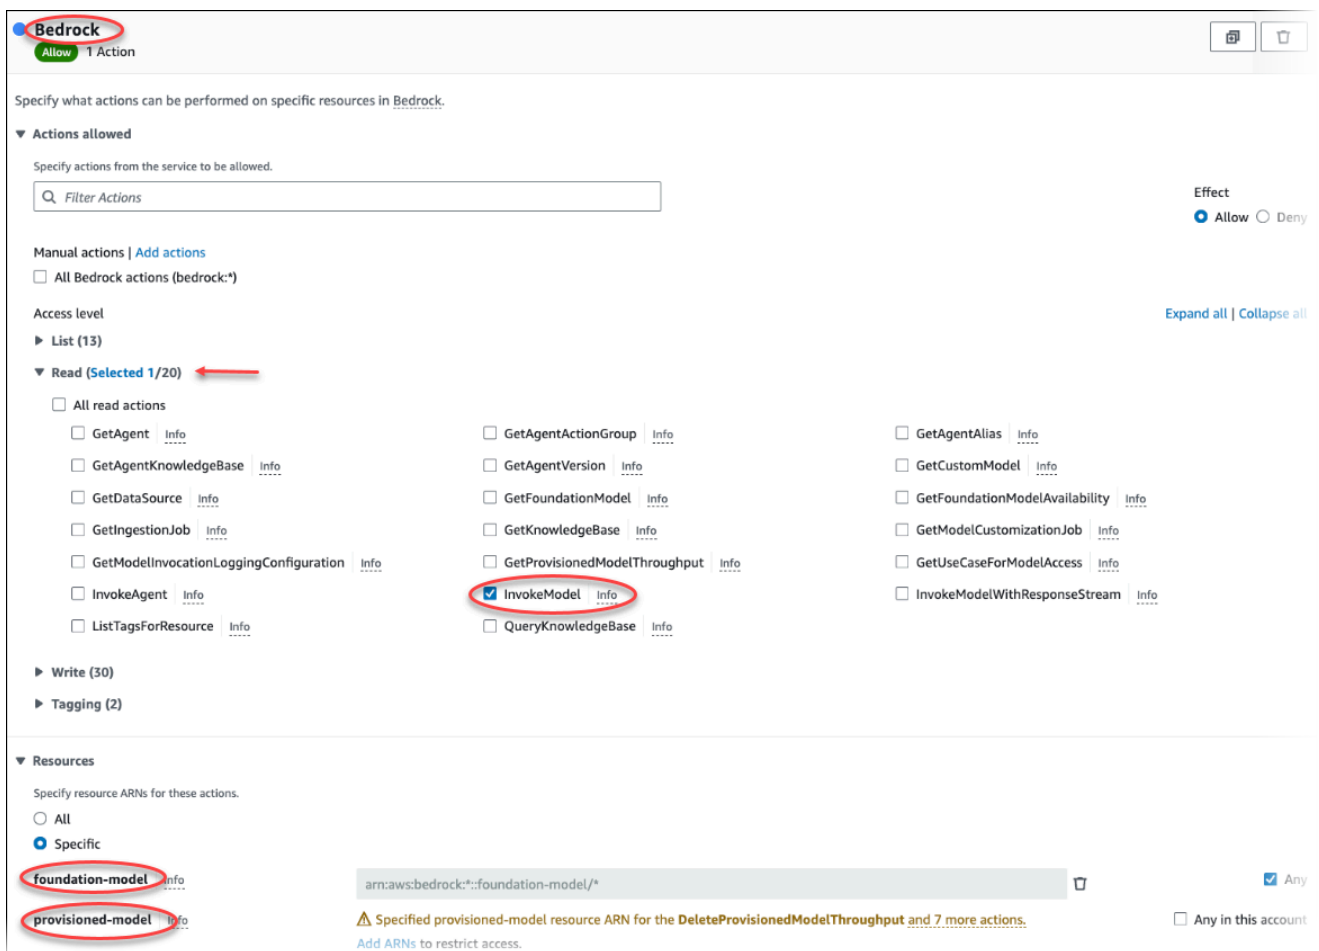 Bedrock
Allow 1 Action
Specify what actions can be performed on specific resources in Bedrock.
Actions allowed
Specify actions from the service to be allowed.
Filter Actions
Effect
Allow Deny
Manual actions | Add actions
All Bedrock actions (bedrock:*)
Access level
Expand all | Collapse all
List (13)
Read (Selected 1/20)
All read actions
GetAgent Info GetAgentActionGroup Info GetAgentAlias Info
GetAgentKnowledgeBase Info GetAgentVersion Info GetCustomModel Info
GetDataSource Info GetFoundationModel Info GetFoundationModelAvailability Info
GetIngestionJob Info GetKnowledgeBase Info GetModelCustomizationJob Info
GetModelInvocationLoggingConfiguration Info GetProvisionedModelThroughput Info GetUseCaseForModelAccess Info
InvokeAgent Info InvokeModel Info InvokeModelWithResponseStream Info
ListTagsForResource Info QueryKnowledgeBase Info
Write (30)
Tagging (2)
Resources
Specify resource ARNs for these actions.
All
Specific
foundation-model Info arn:aws:bedrock:*::foundation-model/* Any
provisioned-model Info Specified provisioned-model resource ARN for the DeleteProvisionedModelThroughput and 7 more actions. Any in this account
Add ARNs to restrict access.